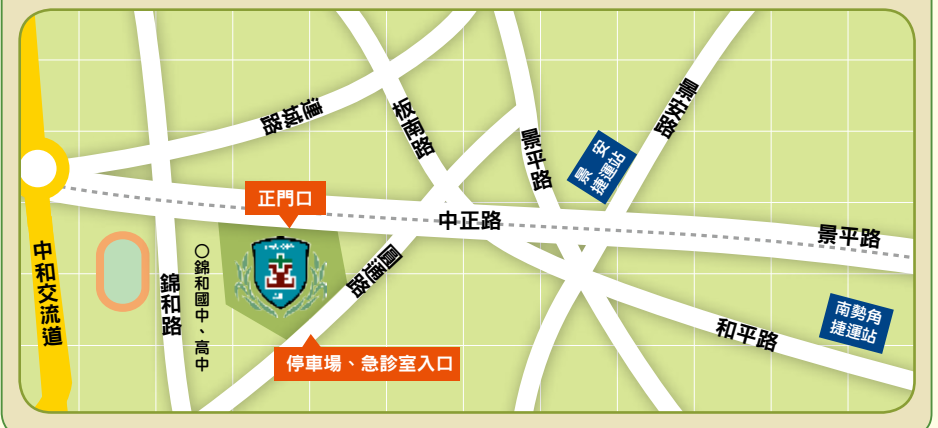 連城路
板南路
景平路
景安路
景安
捷運站
正門口
中正路
景平路
中和交流道
錦和路
〇錦和國中、高中
圓通路
南勢角
捷運站
和平路
停車場、急診室入口